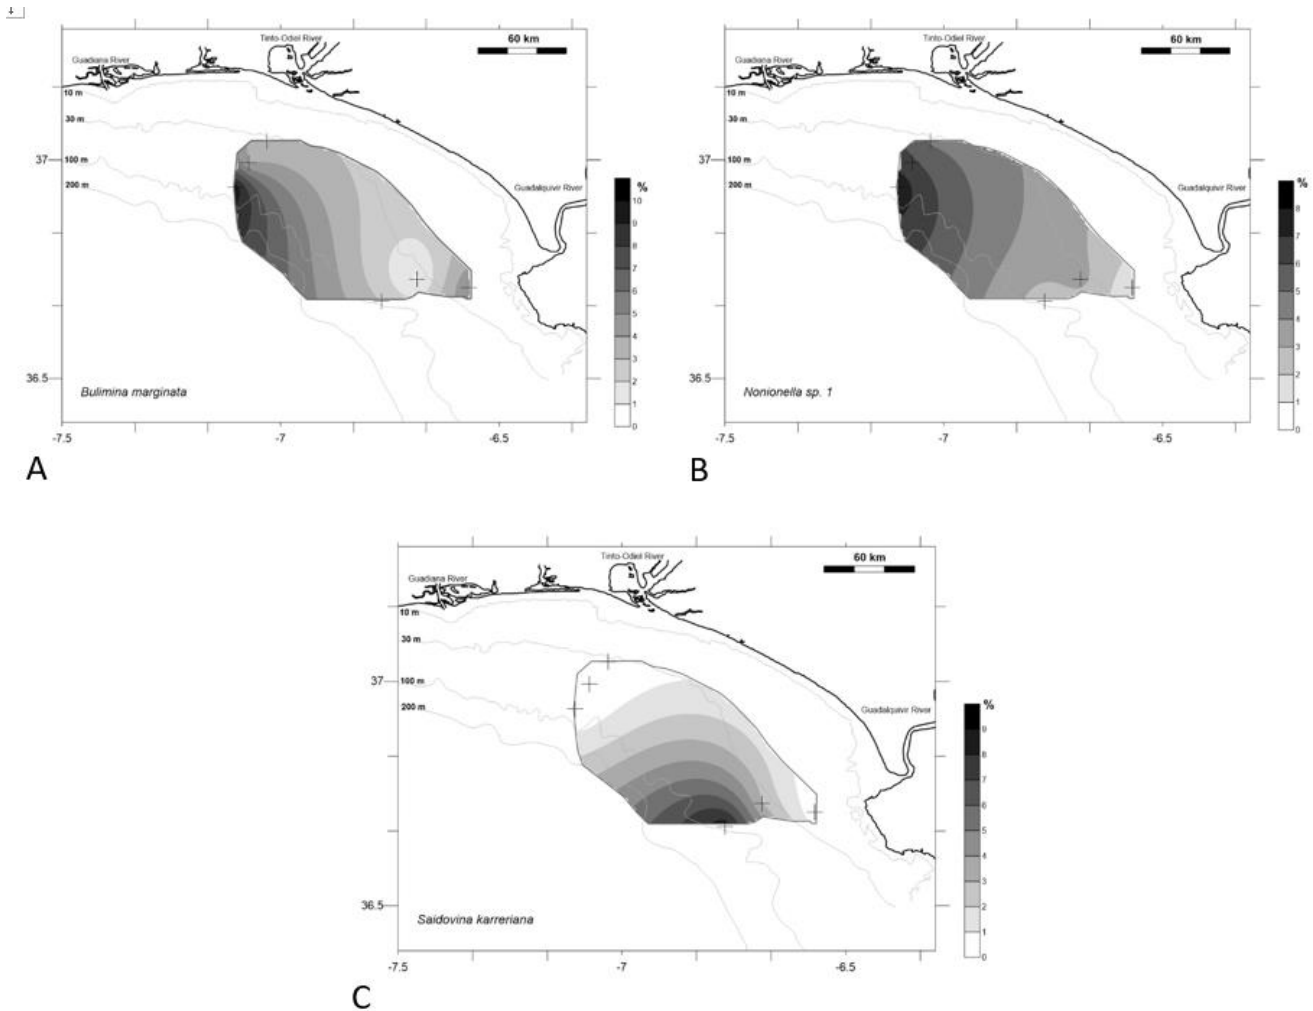 Tinto-Odiel River
60 km
Guadiana River
10 m
30 m
37
100 m
200 m
Guadalquivir River
%
10
9
8
7
6
5
4
3
2
1
0
36.5
Bulimina marginata
-7.5
-7
-6.5
A
Tinto-Odiel River
60 km
Guadiana River
10 m
30 m
37
100 m
200 m
Guadalquivir River
%
8
7
6
5
4
3
2
1
0
36.5
Nonionella sp. 1
-7.5
-7
-6.5
B
Tinto-Odiel River
60 km
Guadiana River
10 m
30 m
37
100 m
200 m
Guadalquivir River
%
9
8
7
6
5
4
3
2
1
0
36.5
Saidovina karreriana
-7.5
-7
-6.5
C